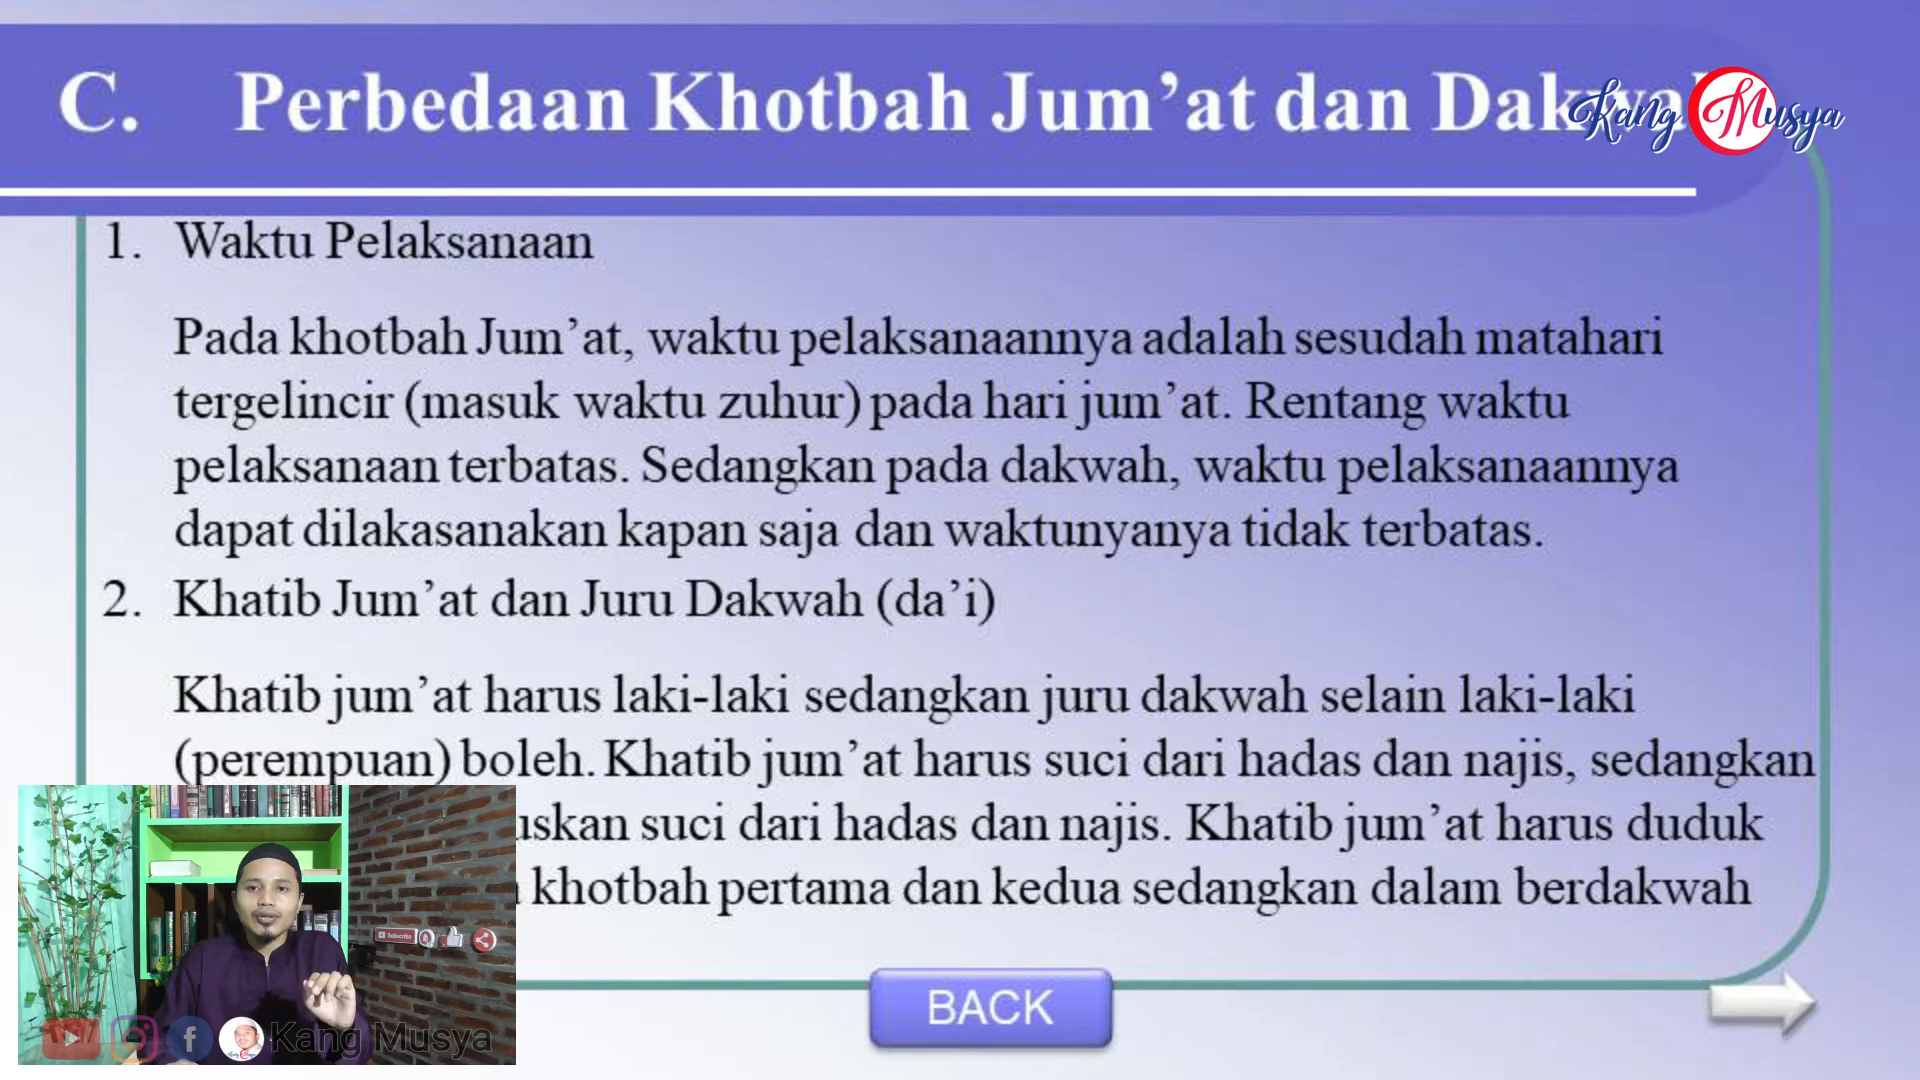 C. Perbedaan Khotbah Jum’at dan
Kang Musya
1. Waktu Pelaksanaan
Pada khotbah Jum’at, waktu pelaksanaannya adalah sesudah matahari
tergelincir (masuk waktu zuhur) pada hari jum’at. Rentang waktu
pelaksanaan terbatas. Sedangkan pada dakwah, waktu pelaksanaannya
dapat dilakasanakan kapan saja dan waktunyanya tidak terbatas.
2. Khatib Jum’at dan Juru Dakwah (da’i)
Khatib jum’at harus laki-laki sedangkan juru dakwah selain laki-laki
(perempuan) boleh. Khatib jum’at harus suci dari hadas dan najis, sedangkan
suci dari hadas dan najis. Khatib jum’at harus duduk
khotbah pertama dan kedua sedangkan dalam berdakwah
Subscribe
Kang Musya
BACK